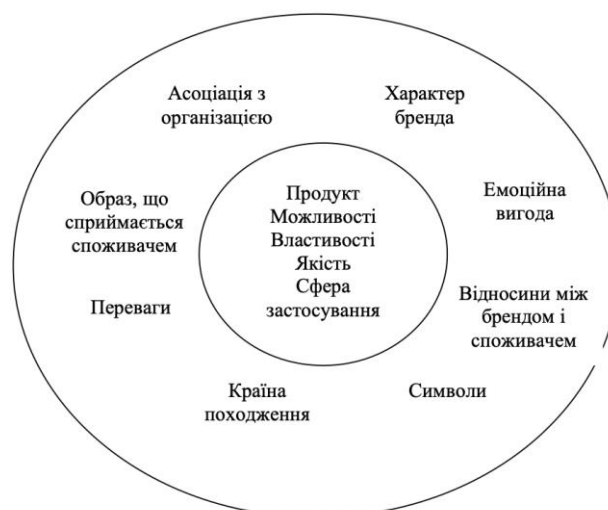 Асоціація з
організацією
Характер
бренда
Образ, що
сприймається
споживачем
Продукт
Можливості
Властивості
Якість
Сфера
застосування
Емоційна
вигода
Переваги
Відносини між
брендом і
споживачем
Країна
походження
Символи